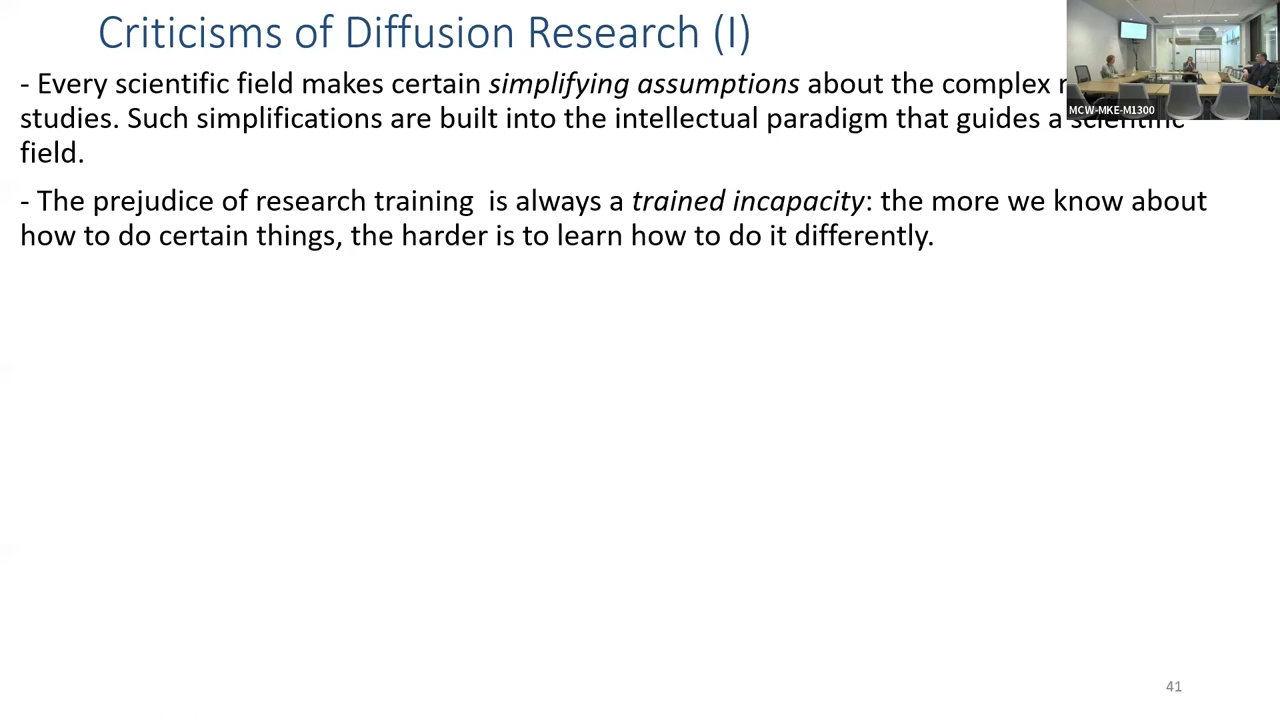 Criticisms of Diffusion Research (I)
MCW-MKE-M1300
- Every scientific field makes certain simplifying assumptions about the complex
studies. Such simplifications are built into the intellectual paradigm that guides a scientific
field.
- The prejudice of research training is always a trained incapacity: the more we know about
how to do certain things, the harder is to learn how to do it differently.
41